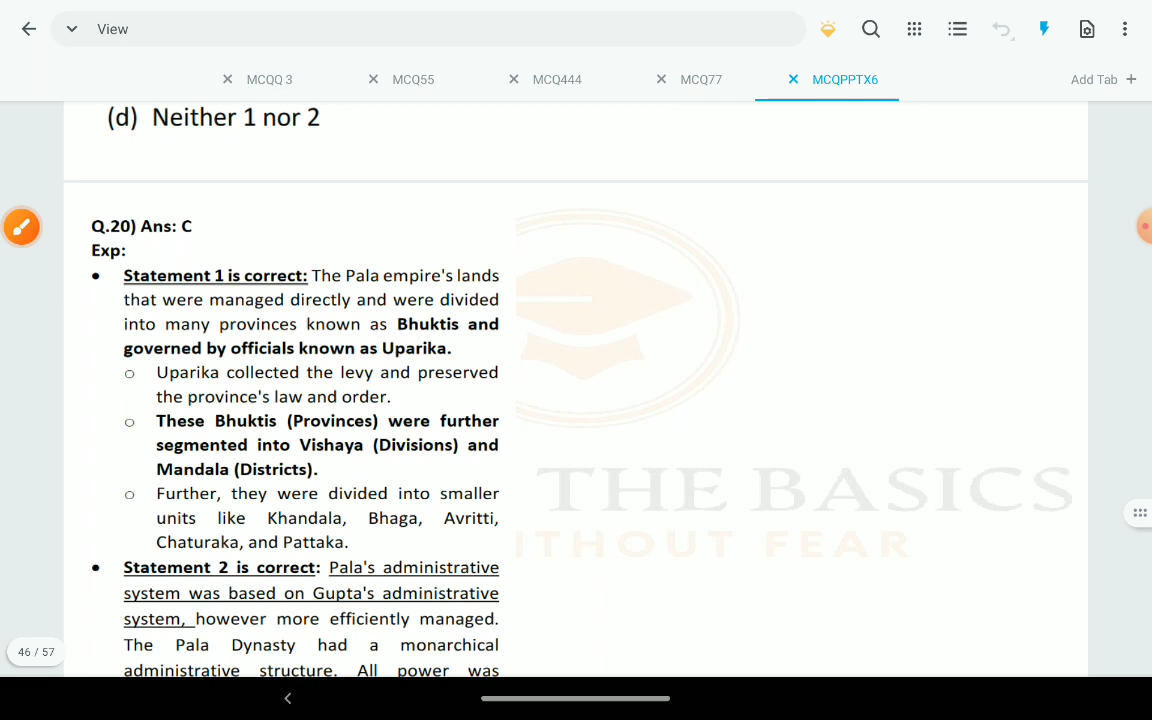 View
MCQQ 3
MCQ55
MCQ444
MCQ77
MCQPPTX6
Add Tab +
(d) Neither 1 nor 2
Q.20) Ans: C
Exp:
• Statement 1 is correct: The Pala empire's lands
that were managed directly and were divided
into many provinces known as Bhuktis and
governed by officials known as Uparika.
○ Uparika collected the levy and preserved
the province's law and order.
○ These Bhuktis (Provinces) were further
segmented into Vishaya (Divisions) and
Mandala (Districts).
○ Further, they were divided into smaller
units like Khandala, Bhaga, Avritti,
Chaturaka, and Pattaka.
• Statement 2 is correct: Pala's administrative
system was based on Gupta's administrative
system, however more efficiently managed.
The Pala Dynasty had a monarchical
administrative structure. All power was
THE BASICS
ITHOUT FEAR
46 / 57